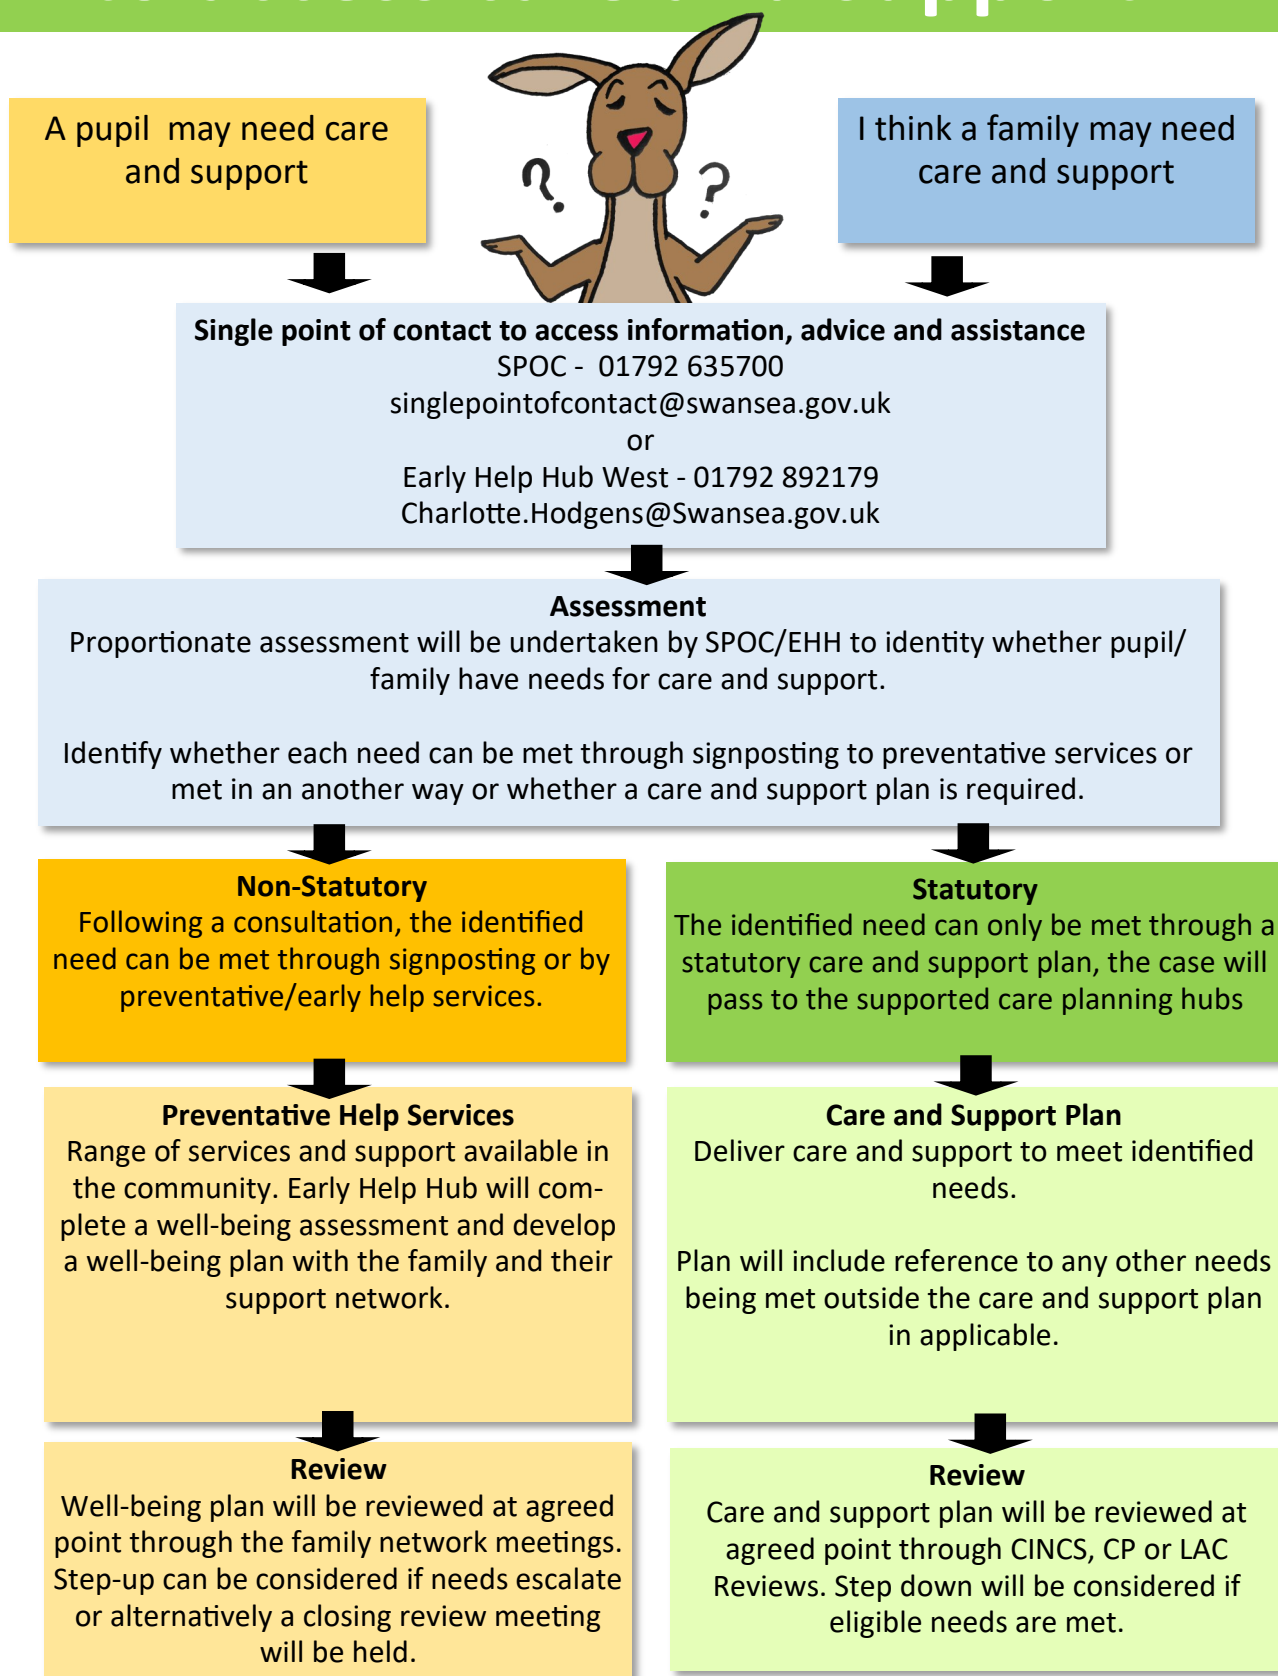 A pupil  may need care
and support
I think a family may need
care and support
? ?
Single point of contact to access information, advice and assistance
SPOC -  01792 635700
singlepointofcontact@swansea.gov.uk
or
Early Help Hub West - 01792 892179
Charlotte.Hodgens@Swansea.gov.uk
Assessment
Proportionate assessment will be undertaken by SPOC/EHH to identity whether pupil/
family have needs for care and support.
Identify whether each need can be met through signposting to preventative services or
met in an another way or whether a care and support plan is required.
Non-Statutory
Following a consultation, the identified
need can be met through signposting or by
preventative/early help services.
Statutory
The identified need can only be met through a
statutory care and support plan, the case will
pass to the supported care planning hubs
Preventative Help Services
Range of services and support available in
the community. Early Help Hub will com-
plete a well-being assessment and develop
a well-being plan with the family and their
support network.
Care and Support Plan
Deliver care and support to meet identified
needs.
Plan will include reference to any other needs
being met outside the care and support plan
in applicable.
Review
Well-being plan will be reviewed at agreed
point through the family network meetings.
Step-up can be considered if needs escalate
or alternatively a closing review meeting
will be held.
Review
Care and support plan will be reviewed at
agreed point through CINCS, CP or LAC
Reviews. Step down will be considered if
eligible needs are met.